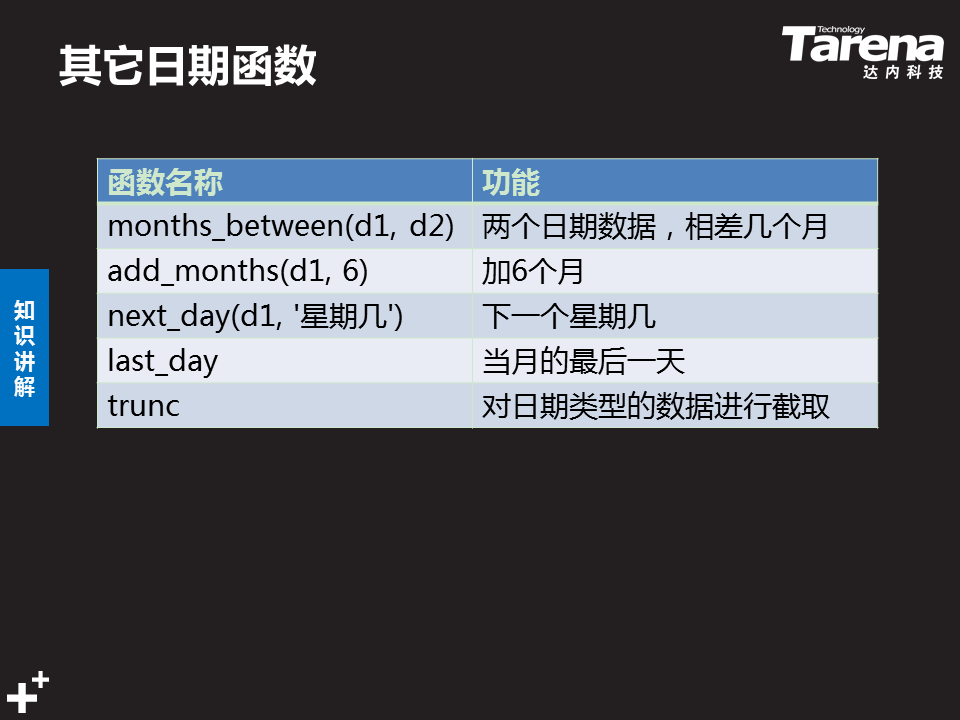 其它日期函数
Technology
Tarena
达内科技
函数名称 功能
months_between(d1, d2) 两个日期数据，相差几个月
add_months(d1, 6) 加6个月
next_day(d1, '星期几') 下一个星期几
last_day 当月的最后一天
trunc 对日期类型的数据进行截取
知
识
讲
解